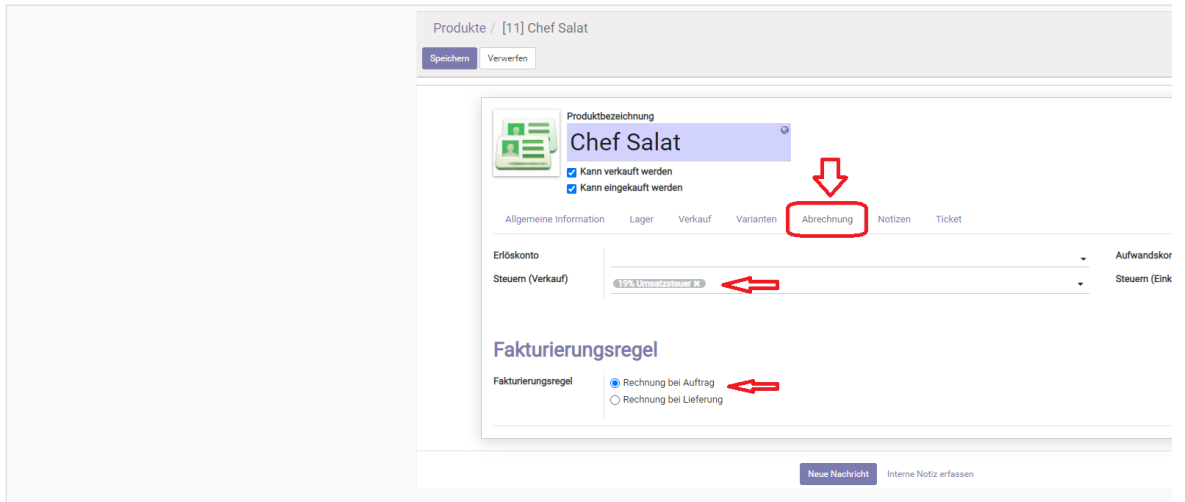 Produkte / [11] Chef Salat
Speichern Verwerfen
Produktbezeichnung
Chef Salat
Kann verkauft werden
Kann eingekauft werden
Allgemeine Information Lager Verkauf Varianten Abrechnung Notizen Ticket
Erlöskonto Aufwandskor
Steuern (Verkauf) 19% Umsatzsteuer x Steuern (Eink
Fakturierungsregel
Fakturierungsregel Rechnung bei Auftrag
Rechnung bei Lieferung
Neue Nachricht Interne Notiz erfassen